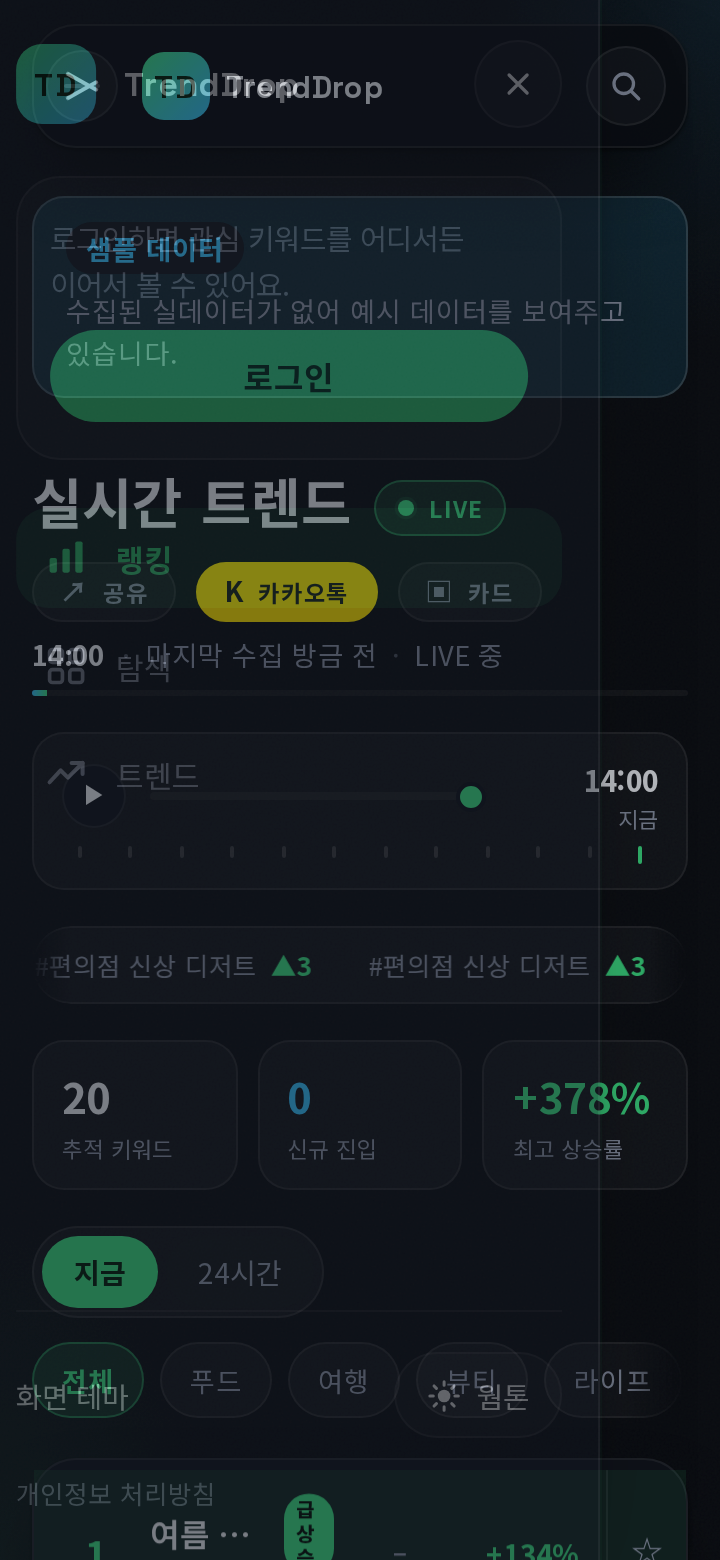 TD TrendDrop
TD TrendDrop
로그인하면 관심 키워드를 어디서든
이어서 볼 수 있어요.
샘플 데이터
수집된 실데이터가 없어 예시 데이터를 보여주고
있습니다.
로그인
실시간 트렌드
LIVE
랭킹
공유
K 카카오톡
카드
14:00 · 마지막 수집 방금 전 · LIVE 중
탐색
트렌드
14:00
지금
#편의점 신상 디저트 ▲3 #편의점 신상 디저트 ▲3
20
추적 키워드
0
신규 진입
+378%
최고 상승률
지금
24시간
전체
푸드
여행
뷰티
라이프
화면 테마
웜톤
개인정보 처리방침
1
여름 ···
급
상
승
–
+134%